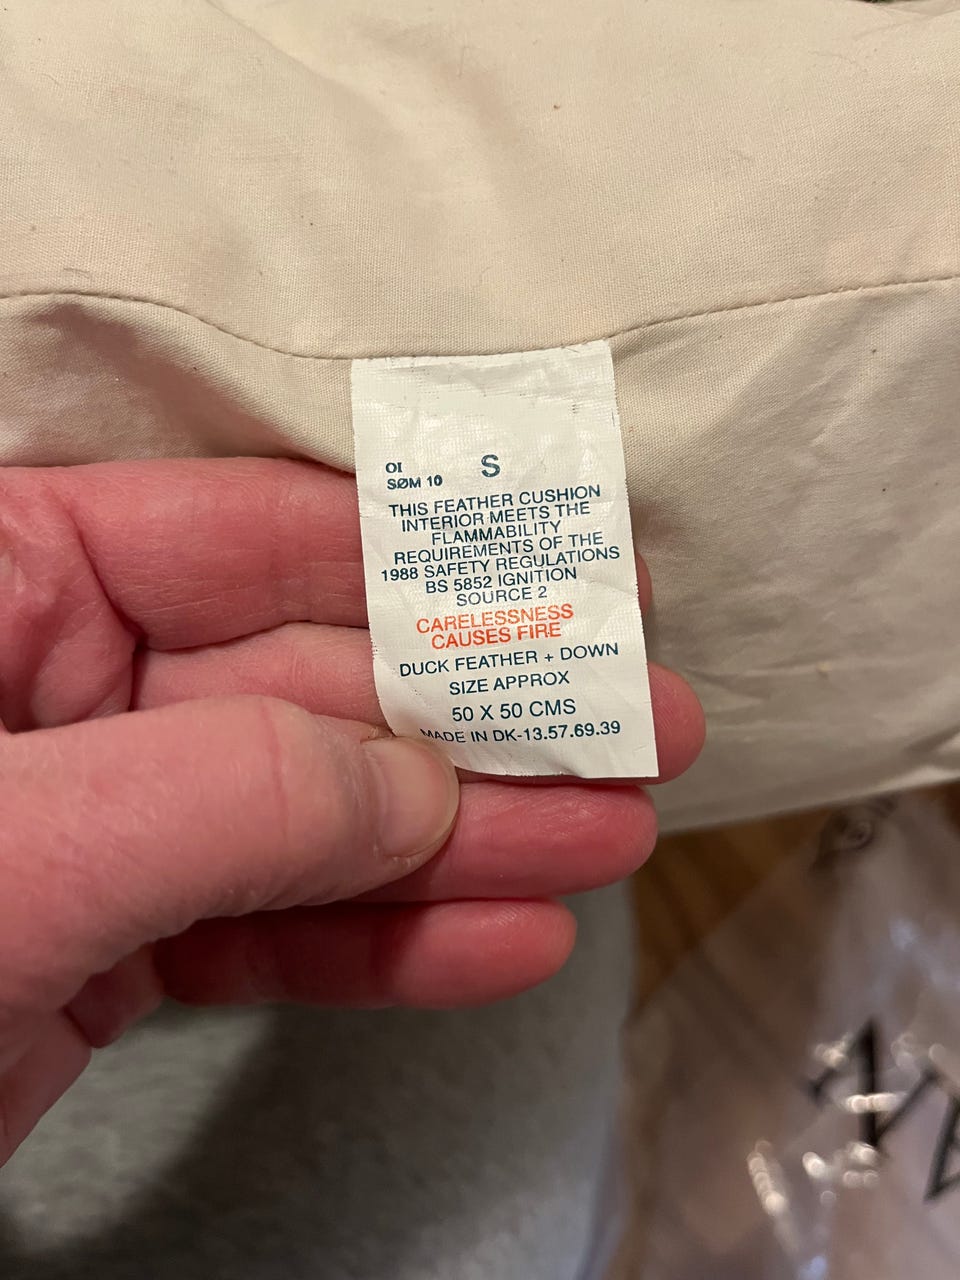 OI S
SØM 10
THIS FEATHER CUSHION
INTERIOR MEETS THE
FLAMMABILITY
REQUIREMENTS OF THE
1988 SAFETY REGULATIONS
BS 5852 IGNITION
SOURCE 2
CARELESSNESS
CAUSES FIRE
DUCK FEATHER + DOWN
SIZE APPROX
50 X 50 CMS
MADE IN DK-13.57.69.39